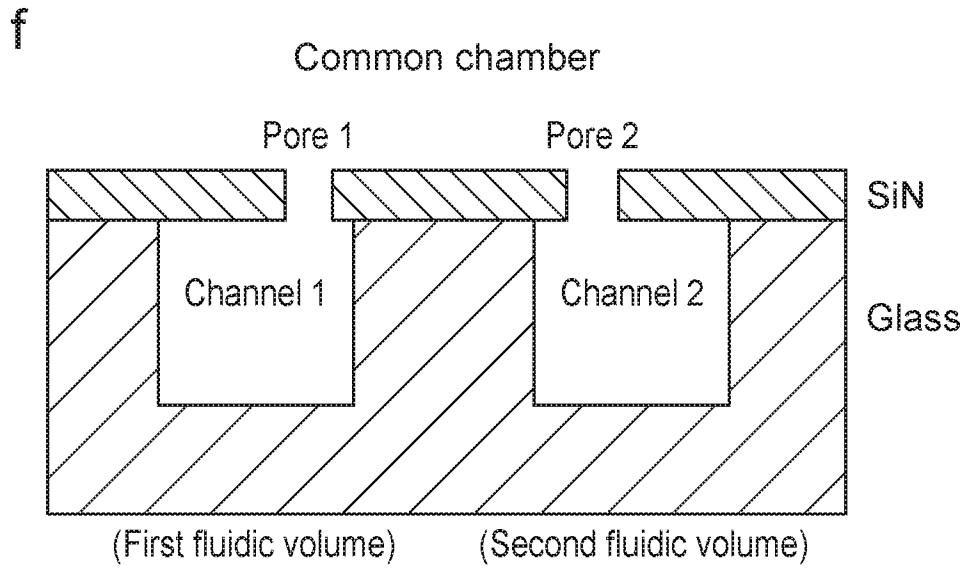 f
Common chamber
Pore 1
Pore 2
SiN
Channel 1
Channel 2
Glass
(First fluidic volume)
(Second fluidic volume)